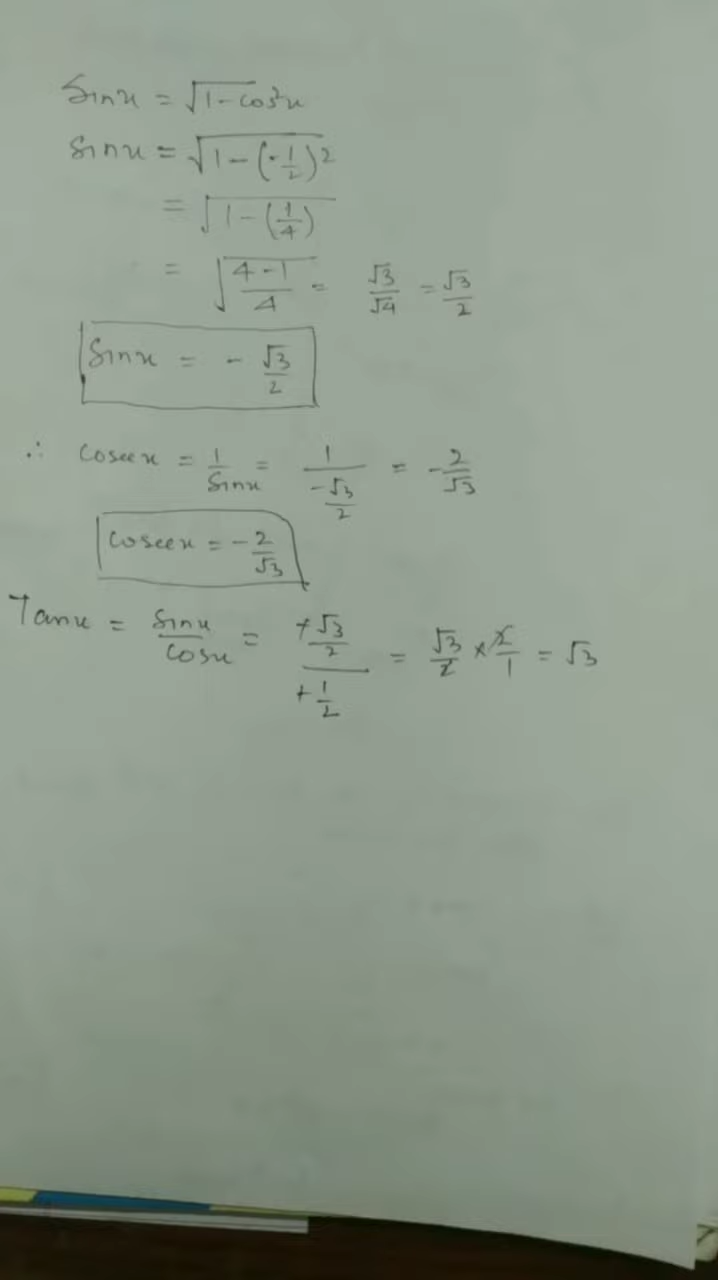 Sinx = √1-cos²x
Sinx = √1-(-1/2)²
= √1-(1/4)
= √4-1/4 = √3/√4 = √3/2
Sinx = - √3/2
∴ Cosecx = 1/Sinx = 1/-√3/2 = -2/√3
Cosecx = -2/√3
Tanx = Sinx/Cosx = +√3/2/+1/2 = √3/2 × 2/1 = √3